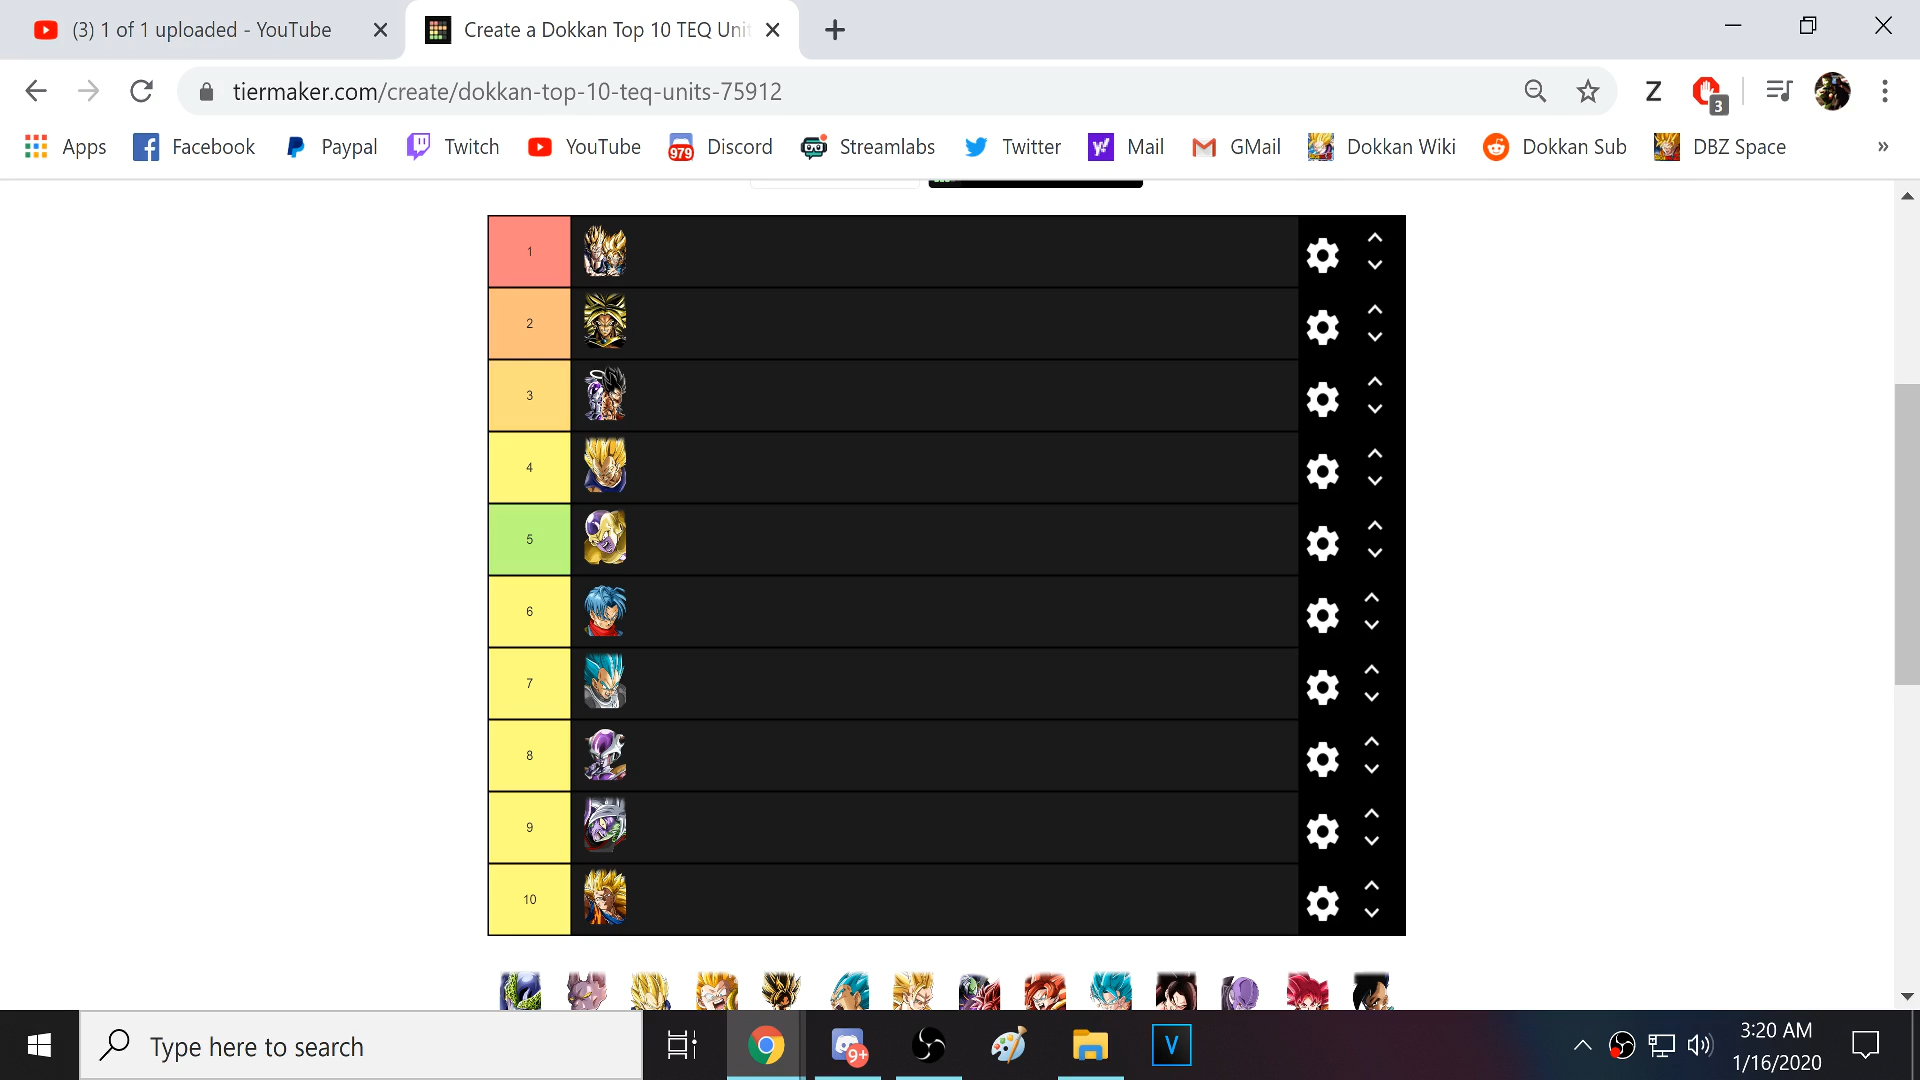 (3) 1 of 1 uploaded - YouTube
Create a Dokkan Top 10 TEQ Unit
tiermaker.com/create/dokkan-top-10-teq-units-75912
Z
3
Apps
Facebook
Paypal
Twitch
YouTube
979
Discord
Streamlabs
Twitter
y!
Mail
GMail
Dokkan Wiki
Dokkan Sub
DBZ Space
»
1
2
3
4
5
6
7
8
9
10
Type here to search
9+
V
3:20 AM
1/16/2020